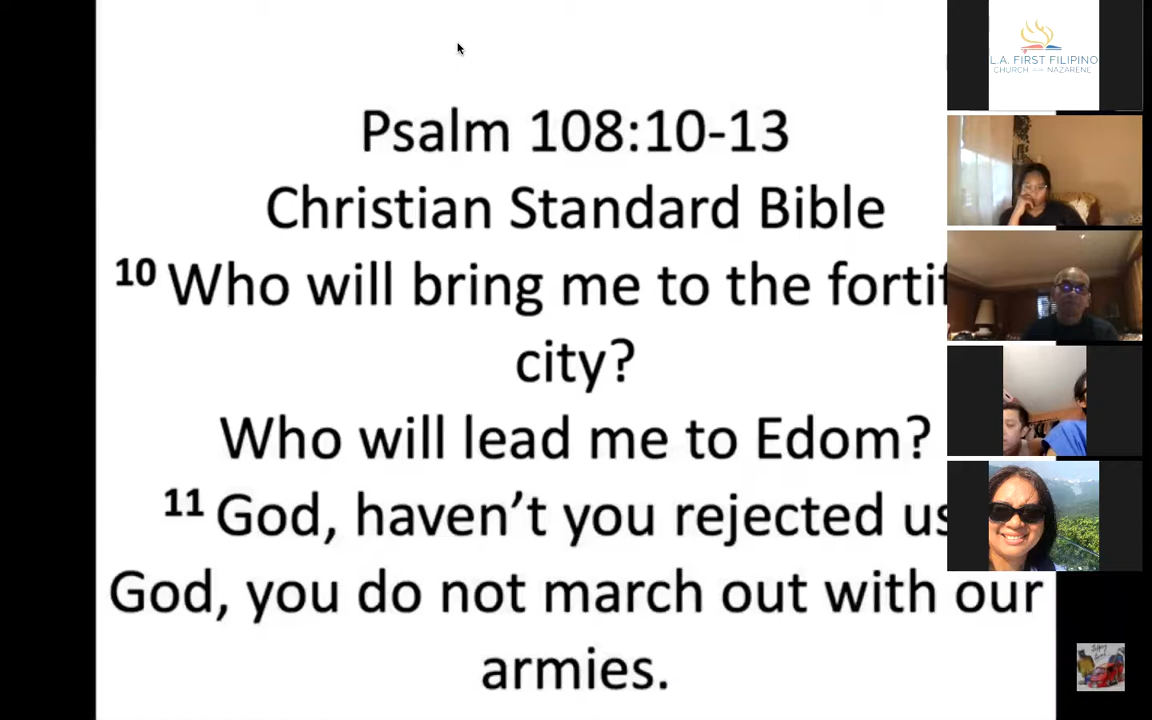 Psalm 108:10-13
Christian Standard Bible
10 Who will bring me to the
city?
Who will lead me to Edom?
11 God, haven’t you rejected us
God, you do not march out with our
armies.
L.A. FIRST FILIPINO
CHURCH OF THE NAZARENE